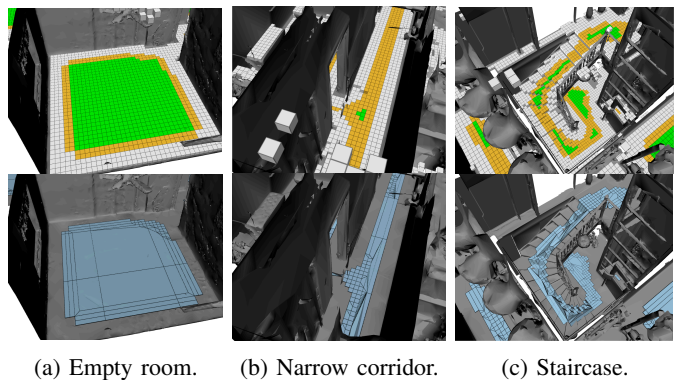 (a) Empty room.
(b) Narrow corridor.
(c) Staircase.